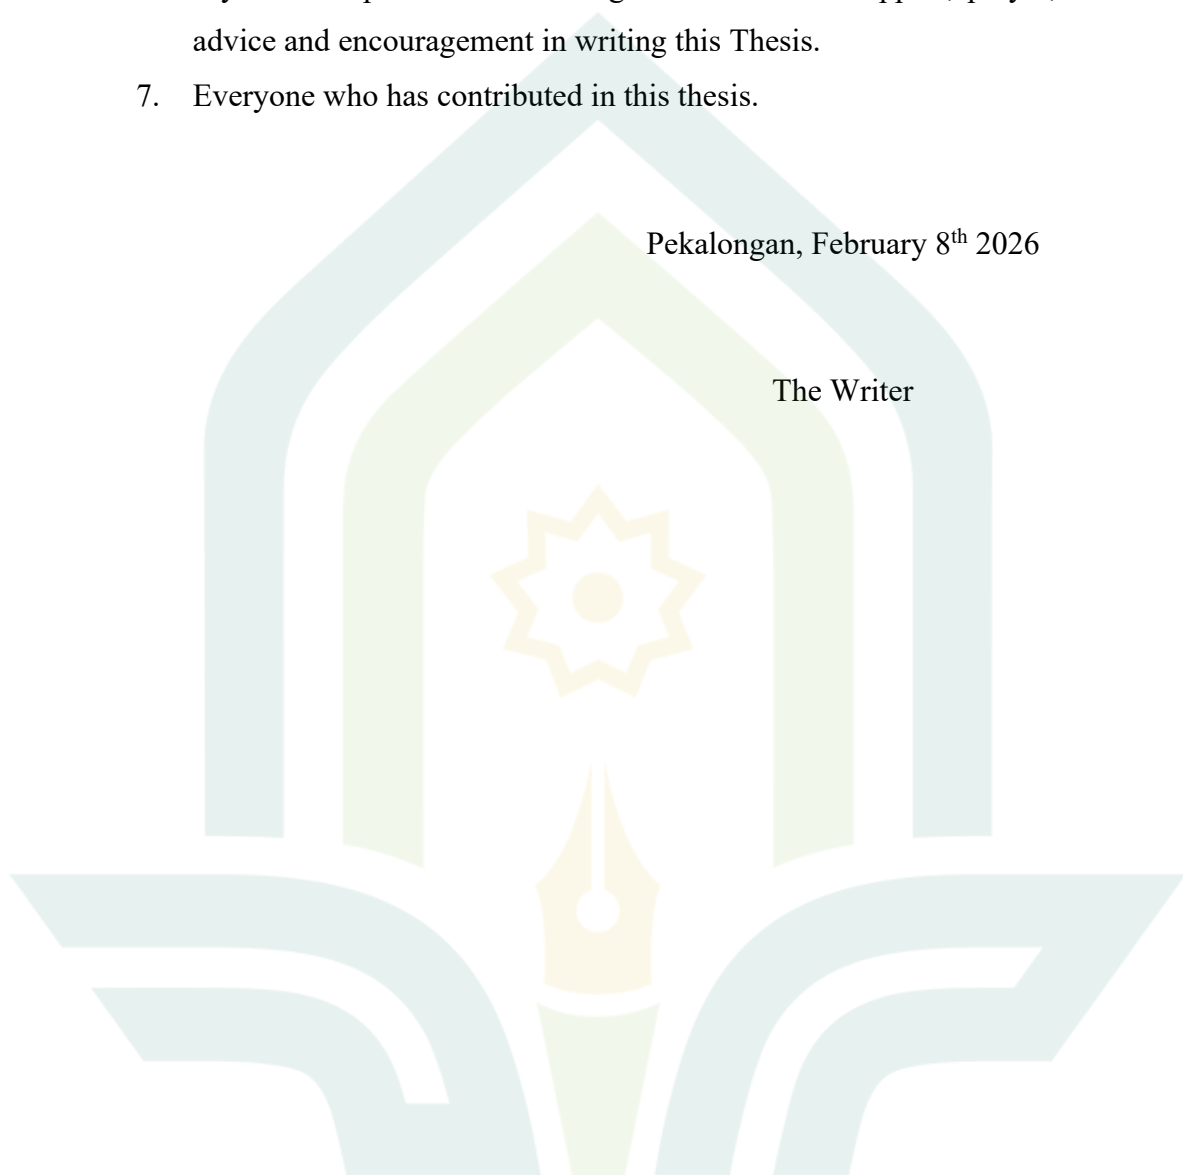 advice and encouragement in writing this Thesis.
7. Everyone who has contributed in this thesis.
Pekalongan, February 8th 2026
The Writer